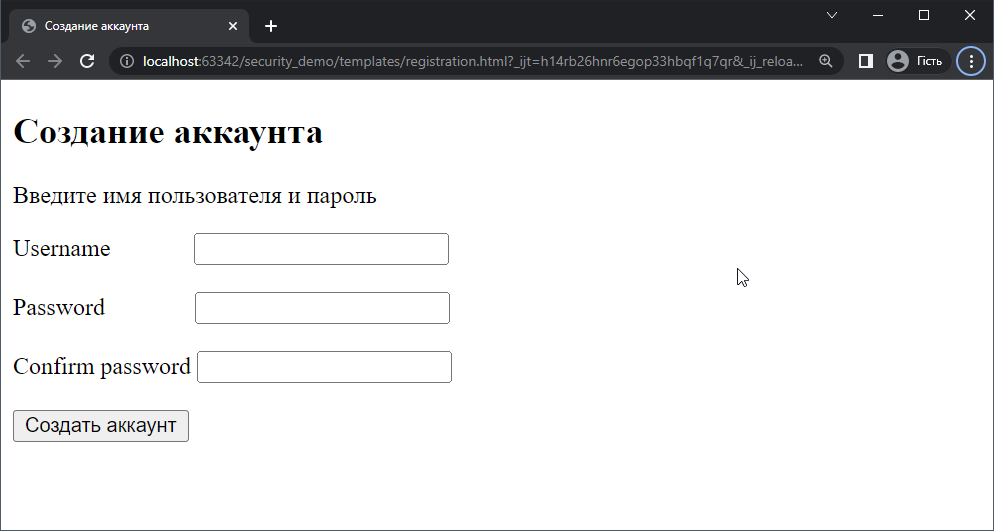 Создание аккаунта
localhost:63342/security_demo/templates/registration.html?_ijt=h14rb26hnr6egop33hbqf1q7qr&_ij_reloa...
Гість
Создание аккаунта
Введите имя пользователя и пароль
Username
Password
Confirm password
Создать аккаунт